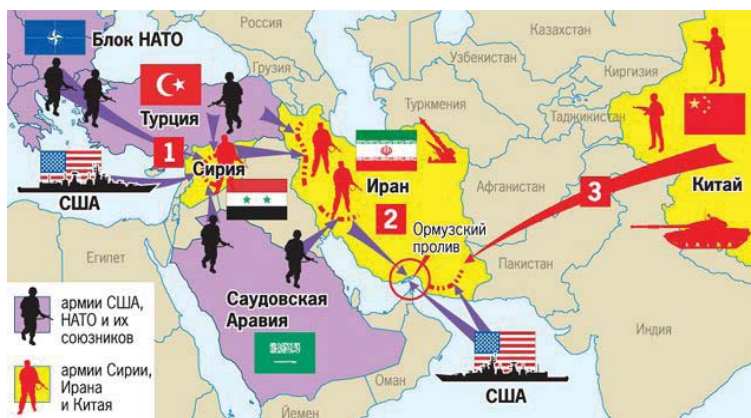 Блок НАТО
Россия
Казахстан
Грузия
Узбекистан
Киргизия
Турция
Туркмения
Таджикистан
1
Сирия
Иран
Китай
США
2
Афганистан
3
Ормузский
пролив
Египет
Пакистан
Саудовская
Аравия
армии США,
НАТО и их
союзников
Индия
армии Сирии,
Ирана
и Китая
Оман
США
Йемен